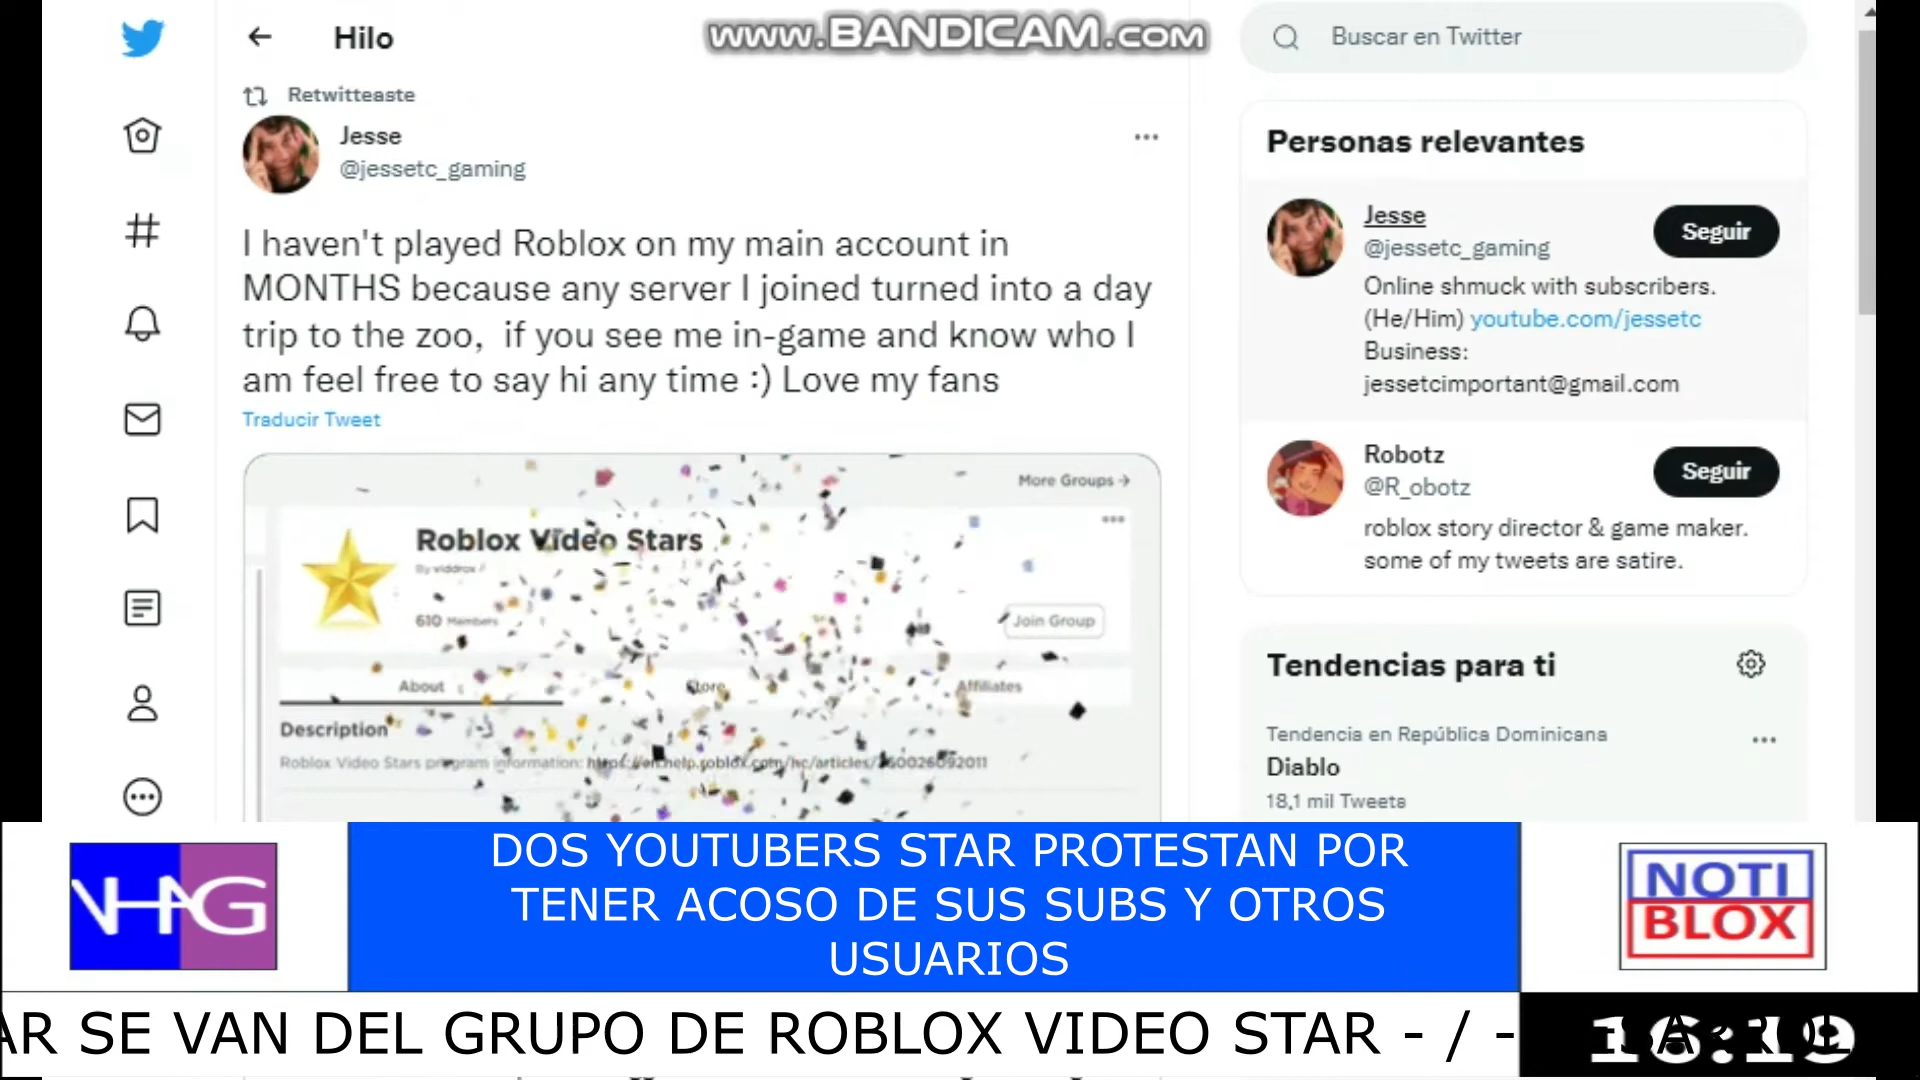 www.BANDICAM.com
Hilo
Buscar en Twitter
Retwitteaste
Jesse
@jessetc_gaming
I haven't played Roblox on my main account in
MONTHS because any server I joined turned into a day
trip to the zoo, if you see me in-game and know who I
am feel free to say hi any time :) Love my fans
Traducir Tweet
More Groups →
Roblox Video Stars
By viddrox
610 Members
Join Group
About
Store
Affiliates
Description
Roblox Video Stars program information: https://en.help.roblox.com/hc/articles/
Personas relevantes
Jesse
Seguir
@jessetc_gaming
Online shmuck with subscribers.
(He/Him) youtube.com/jessetc
Business:
jessetcimportant@gmail.com
Robotz
Seguir
@R_obotz
roblox story director & game maker.
some of my tweets are satire.
Tendencias para ti
Tendencia en República Dominicana
Diablo
18,1 mil Tweets
VHAG
DOS YOUTUBERS STAR PROTESTAN POR
TENER ACOSO DE SUS SUBS Y OTROS
USUARIOS
NOTI
BLOX
AR SE VAN DEL GRUPO DE ROBLOX VIDEO STAR - / -
16:19